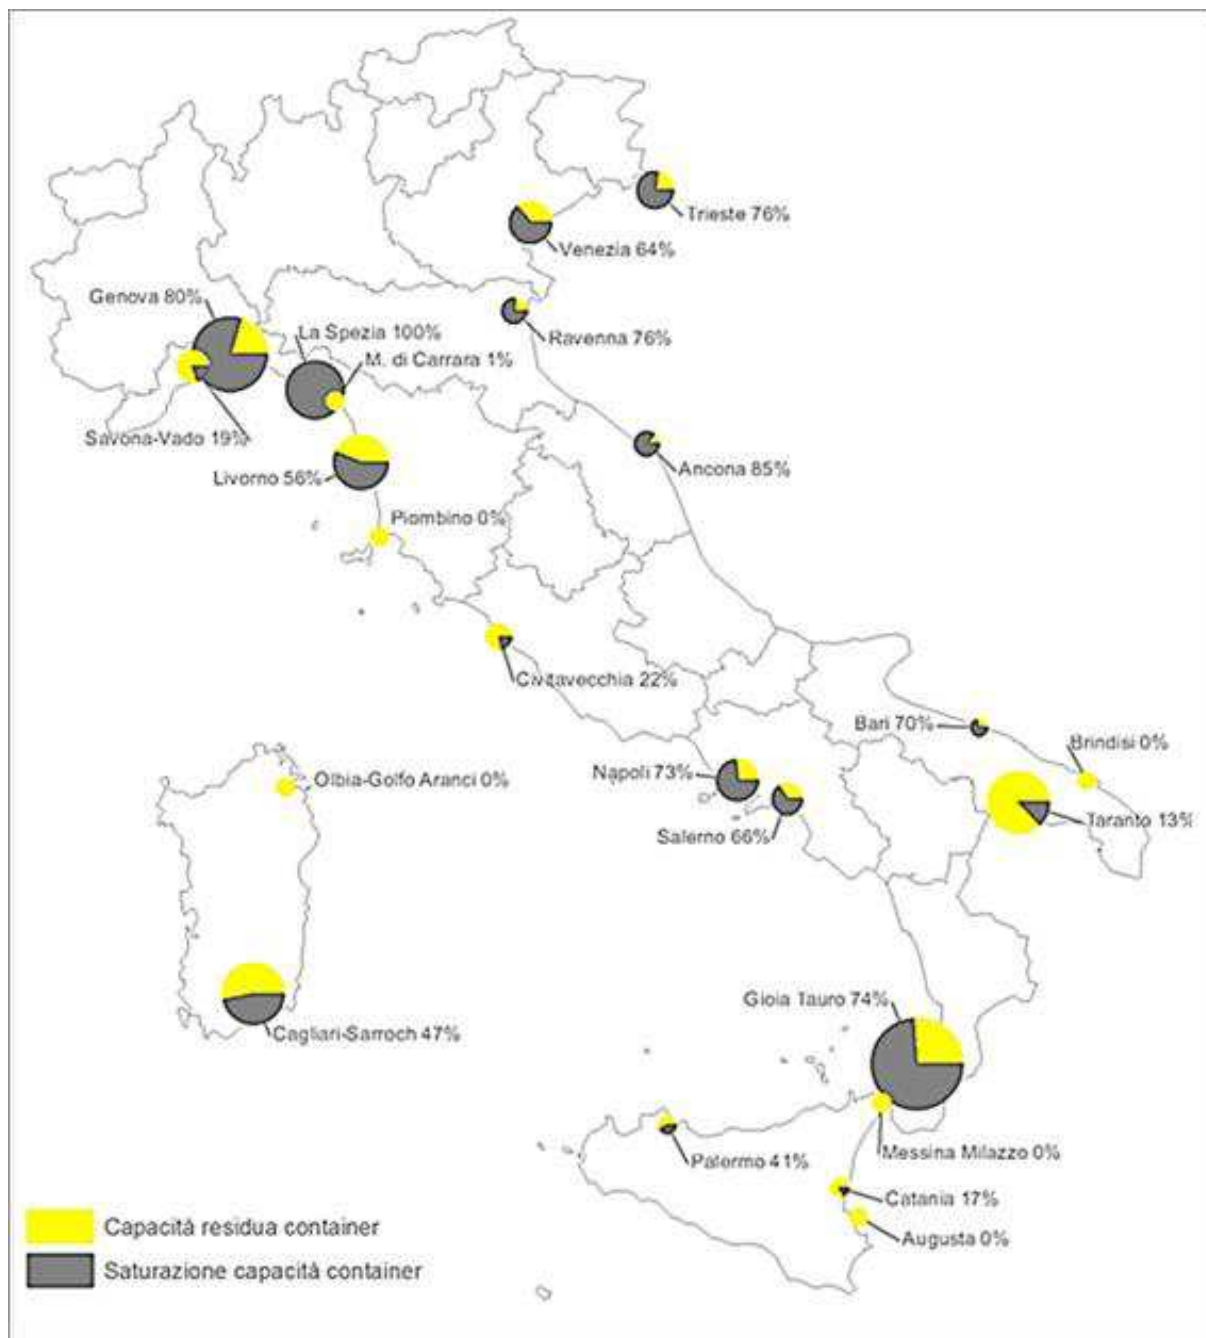 Trieste 76%
Venezia 64%
Genova 80%
La Spezia 100%
Ravenna 76%
M. di Carrara 1%
Savona-Vado 19%
Livorno 56%
Ancona 85%
Piombino 0%
Civitavecchia 22%
Bari 70%
Brindisi 0%
Olbia-Golfo Aranci 0%
Napoli 73%
Taranto 13%
Salerno 66%
Gioia Tauro 74%
Cagliari-Sarroch 47%
Messina Milazzo 0%
Palermo 41%
Catania 17%
Augusta 0%
Capacità residua container
Saturazione capacità container